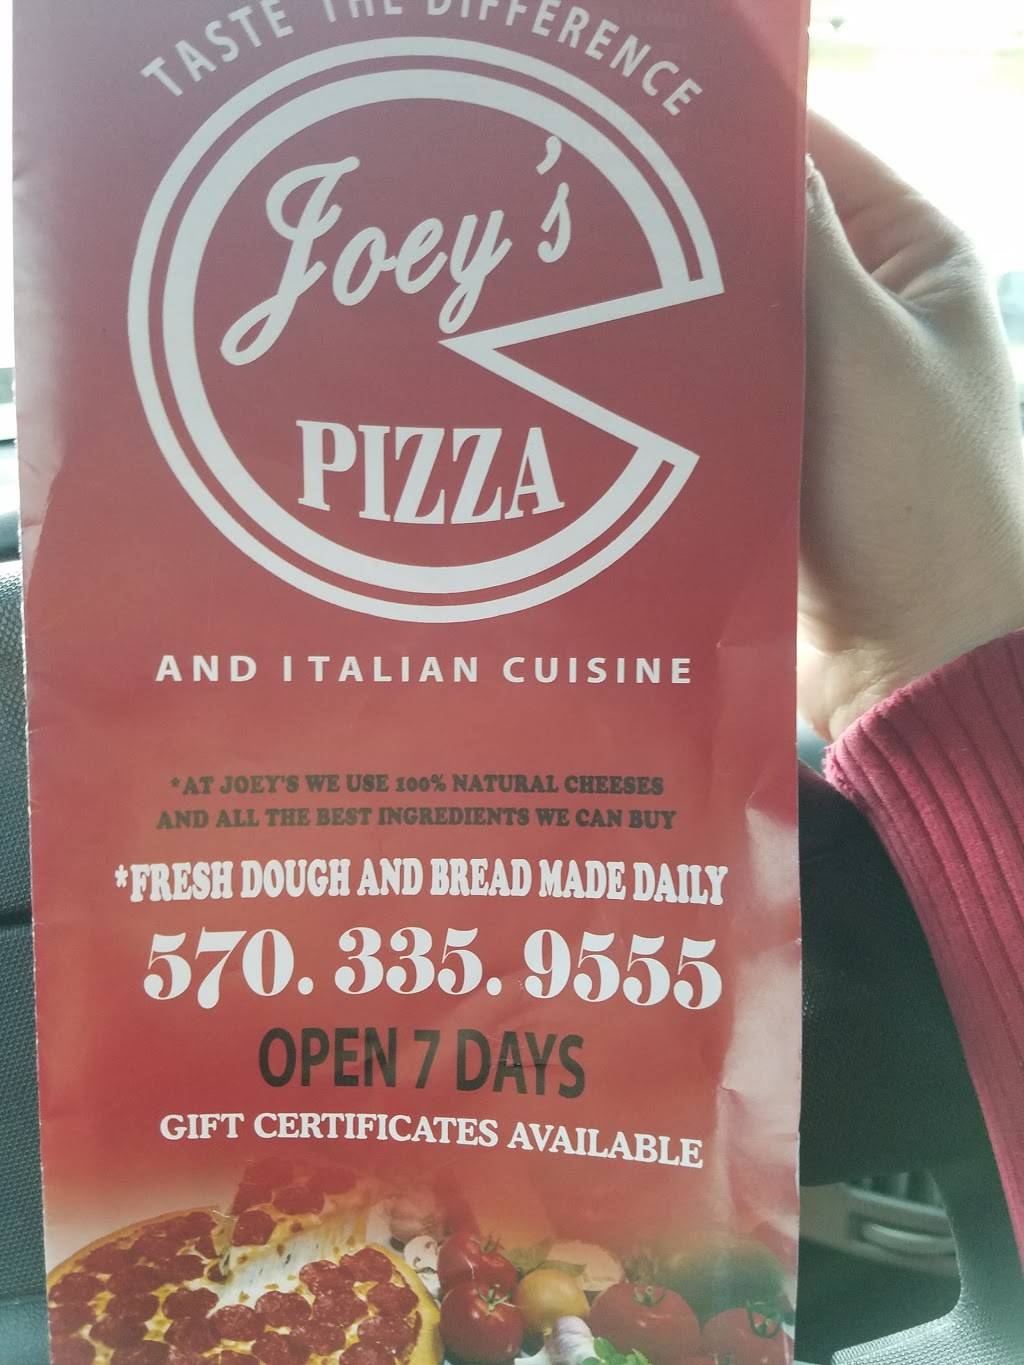 TASTE THE DIFFERENCE
Joey's
PIZZA
AND ITALIAN CUISINE
*AT JOEY'S WE USE 100% NATURAL CHEESES
AND ALL THE BEST INGREDIENTS WE CAN BUY
*FRESH DOUGH AND BREAD MADE DAILY
570. 335. 9555
OPEN 7 DAYS
GIFT CERTIFICATES AVAILABLE